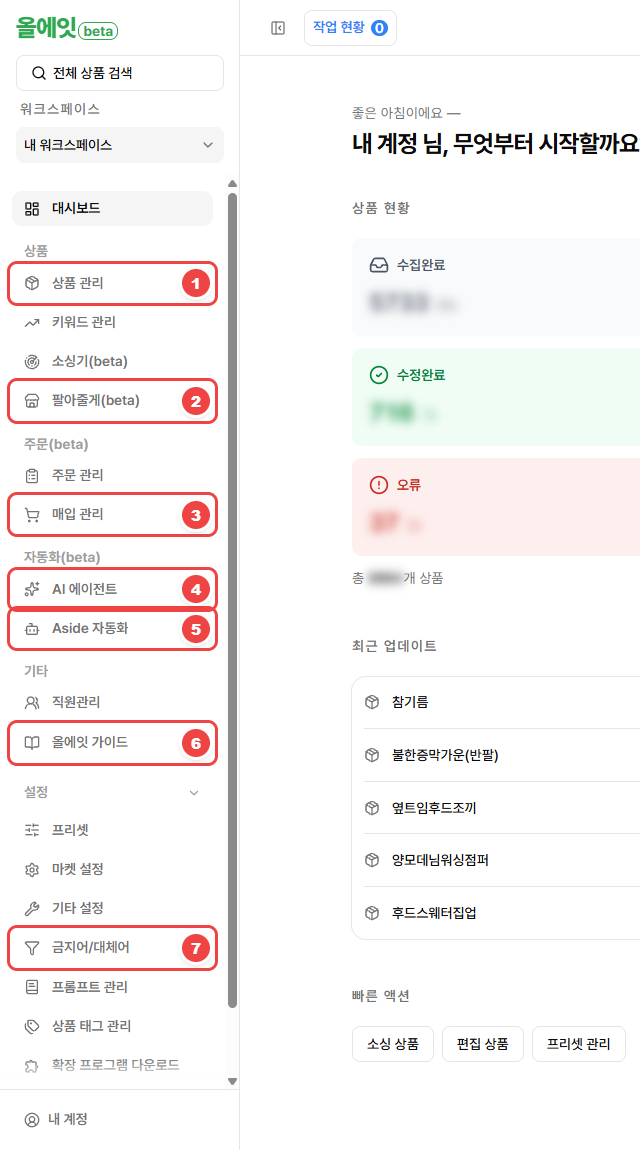 올에잇 beta
전체 상품 검색
워크스페이스
내 워크스페이스
대시보드
상품
상품 관리 1
키워드 관리
소싱기(beta)
팔아줄게(beta) 2
주문(beta)
주문 관리
매입 관리 3
자동화(beta)
AI 에이전트 4
Aside 자동화 5
기타
직원관리
올에잇 가이드 6
설정
프리셋
마켓 설정
기타 설정
금지어/대체어 7
프롬프트 관리
상품 태그 관리
확장 프로그램 다운로드
내 계정
작업 현황 0
좋은 아침이에요 —
내 계정 님, 무엇부터 시작할까요
상품 현황
수집완료
수정완료
오류
총 개 상품
최근 업데이트
참기름
불한증막가운(반팔)
옆트임후드조끼
양모데님워싱점퍼
후드스웨터집업
빠른 액션
소싱 상품 편집 상품 프리셋 관리